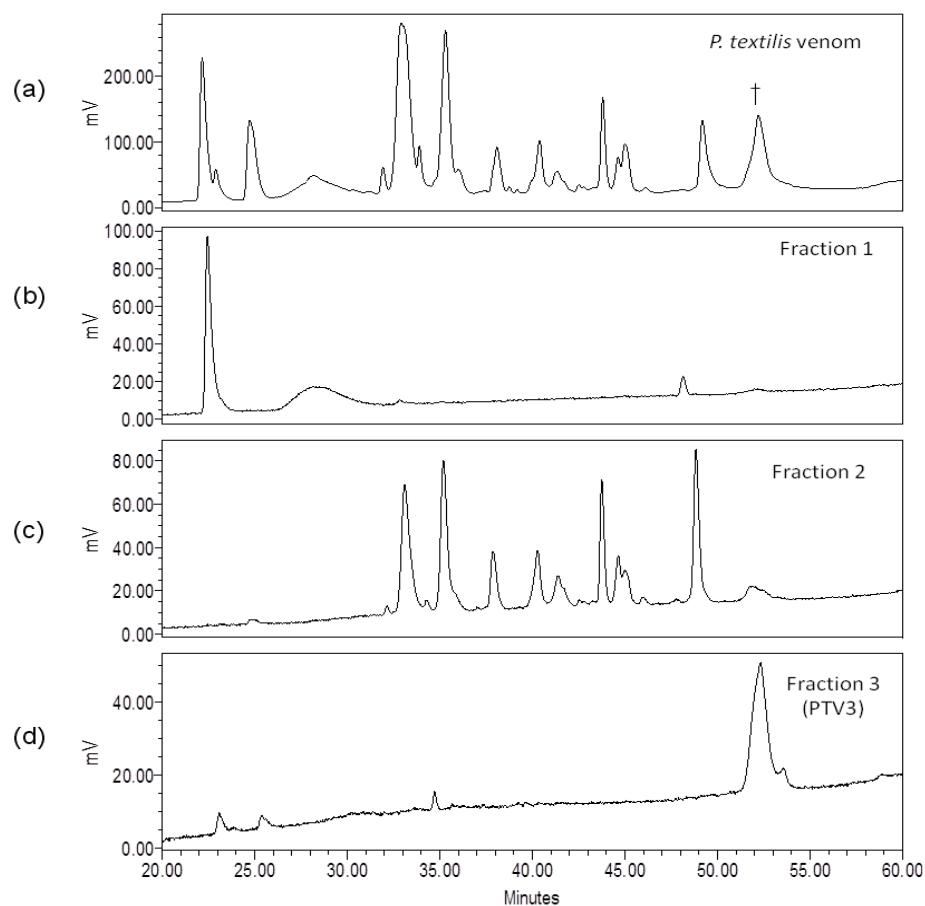 (a)
mV
200.00
100.00
0.00
P. textilis venom
†
(b)
mV
100.00
80.00
60.00
40.00
20.00
0.00
Fraction 1
(c)
mV
80.00
60.00
40.00
20.00
0.00
Fraction 2
(d)
mV
40.00
20.00
0.00
Fraction 3
(PTV3)
20.00 25.00 30.00 35.00 40.00 45.00 50.00 55.00 60.00
Minutes